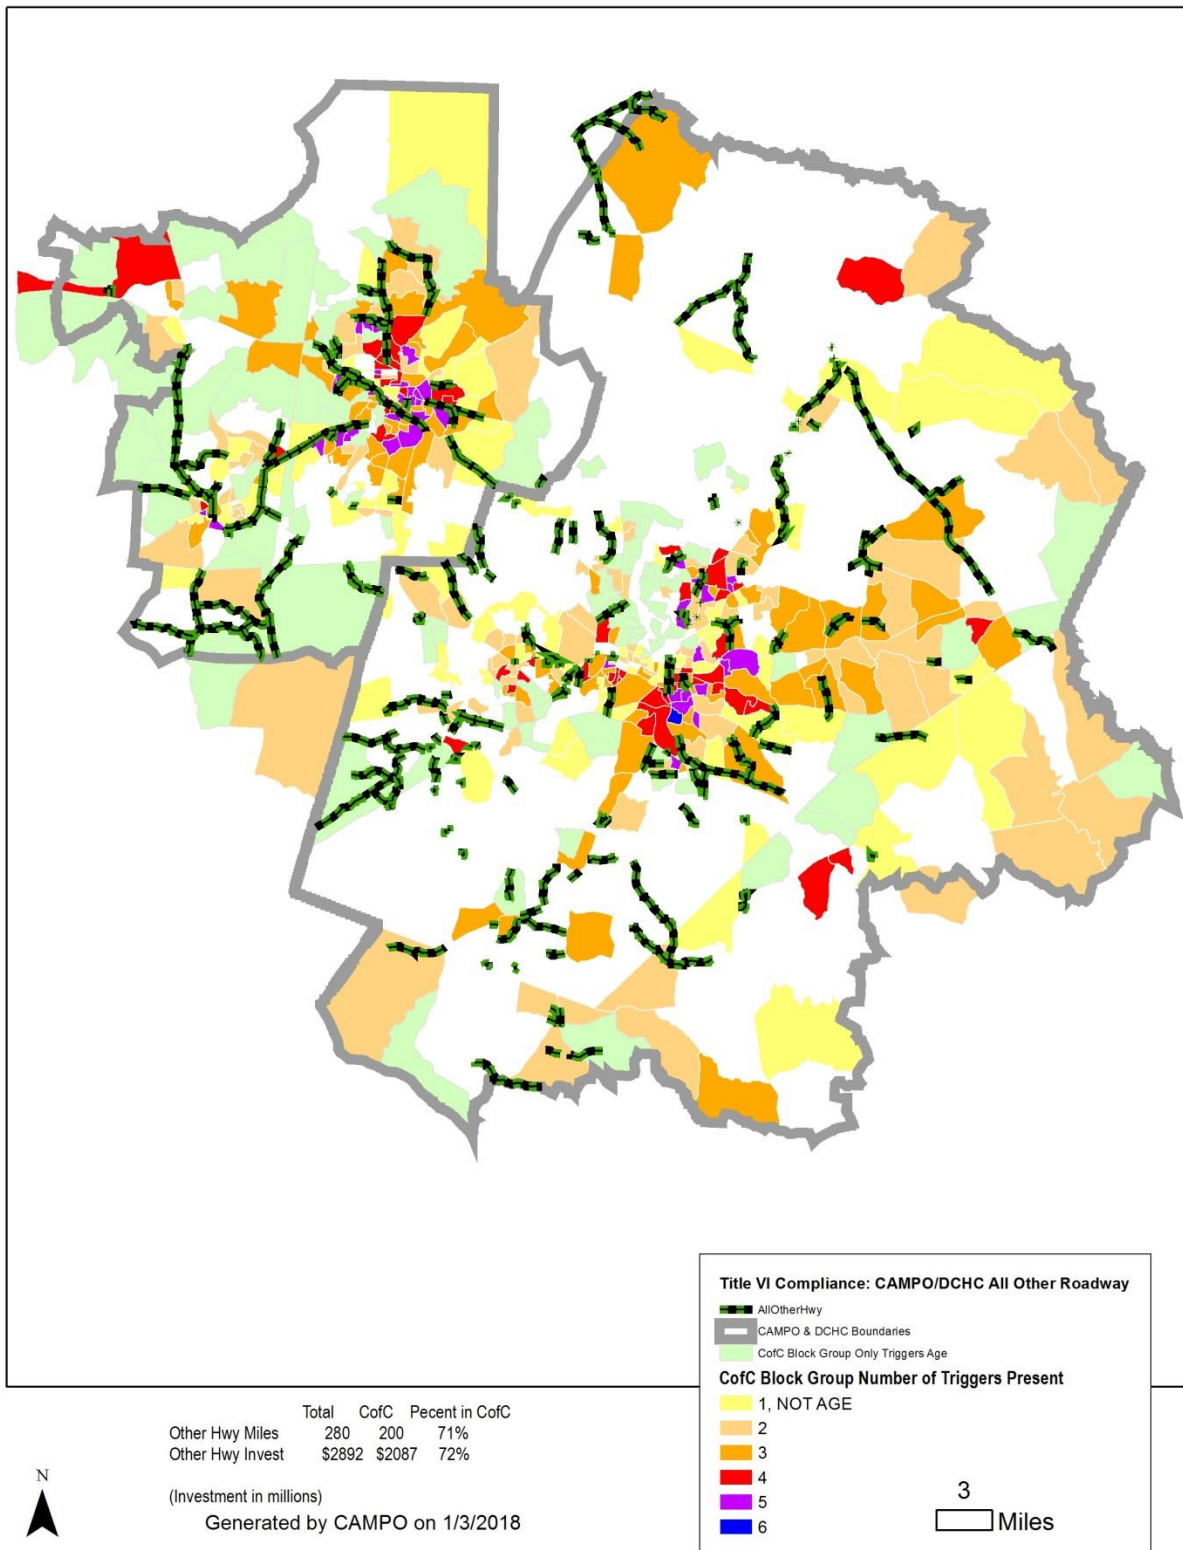 Title VI Compliance: CAMPO/DCHC All Other Roadway
AllOtherHwy
CAMPO & DCHC Boundaries
CofC Block Group Only Triggers Age
CofC Block Group Number of Triggers Present
1, NOT AGE
2
3
4
5
6
3
Miles
Total CofC Pecent in CofC
Other Hwy Miles 280 200 71%
Other Hwy Invest $2892 $2087 72%
(Investment in millions)
Generated by CAMPO on 1/3/2018
N